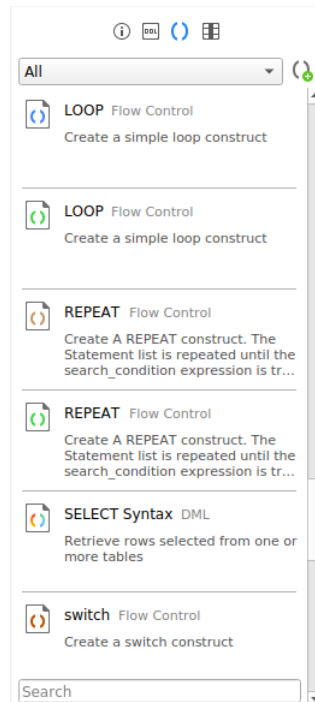 DDL
All
LOOP Flow Control
Create a simple loop construct
LOOP Flow Control
Create a simple loop construct
REPEAT Flow Control
Create A REPEAT construct. The
Statement list is repeated until the
search_condition expression is tr...
REPEAT Flow Control
Create A REPEAT construct. The
Statement list is repeated until the
search_condition expression is tr...
SELECT Syntax DML
Retrieve rows selected from one or
more tables
switch Flow Control
Create a switch construct
Search